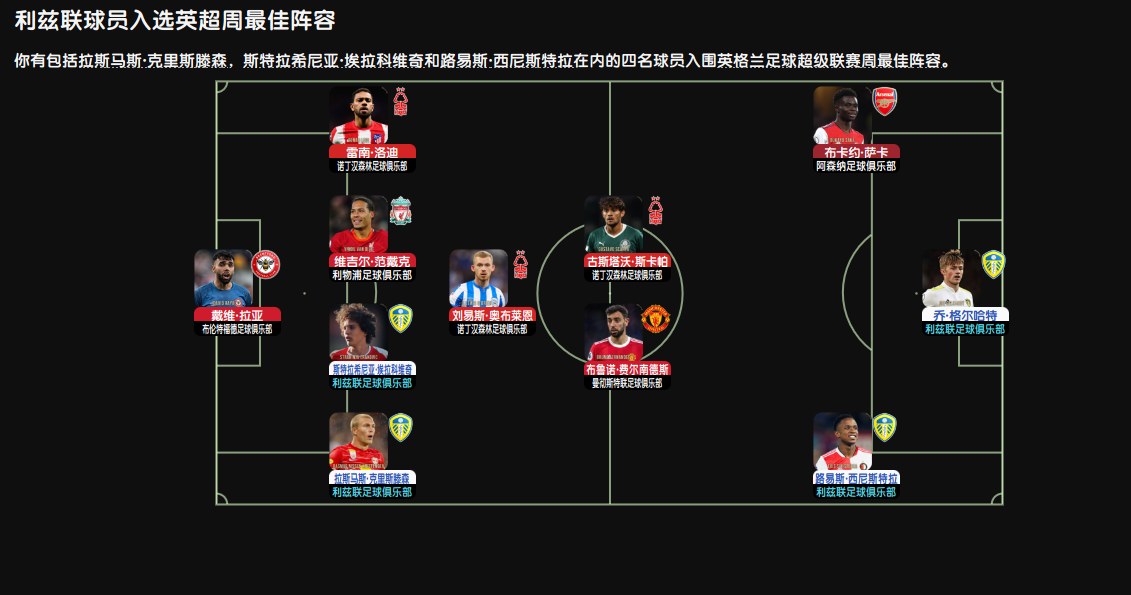 利兹联球员入选英超周最佳阵容
你有包括拉斯马斯·克里斯滕森，斯特拉希尼亚·埃拉科维奇和路易斯·西尼斯特拉在内的四名球员入围英格兰足球超级联赛周最佳阵容。
雷南·洛迪
诺丁汉森林足球俱乐部
Arsenal
布卡约·萨卡
阿森纳足球俱乐部
维吉尔·范戴克
利物浦足球俱乐部
古斯塔沃·斯卡帕
诺丁汉森林足球俱乐部
戴维·拉亚
布伦特福德足球俱乐部
刘易斯·奥布莱恩
诺丁汉森林足球俱乐部
乔·格尔哈特
利兹联足球俱乐部
斯特拉希尼亚·埃拉科维奇
利兹联足球俱乐部
布鲁诺·费尔南德斯
曼彻斯特联足球俱乐部
拉斯马斯·克里斯滕森
利兹联足球俱乐部
路易斯·西尼斯特拉
利兹联足球俱乐部